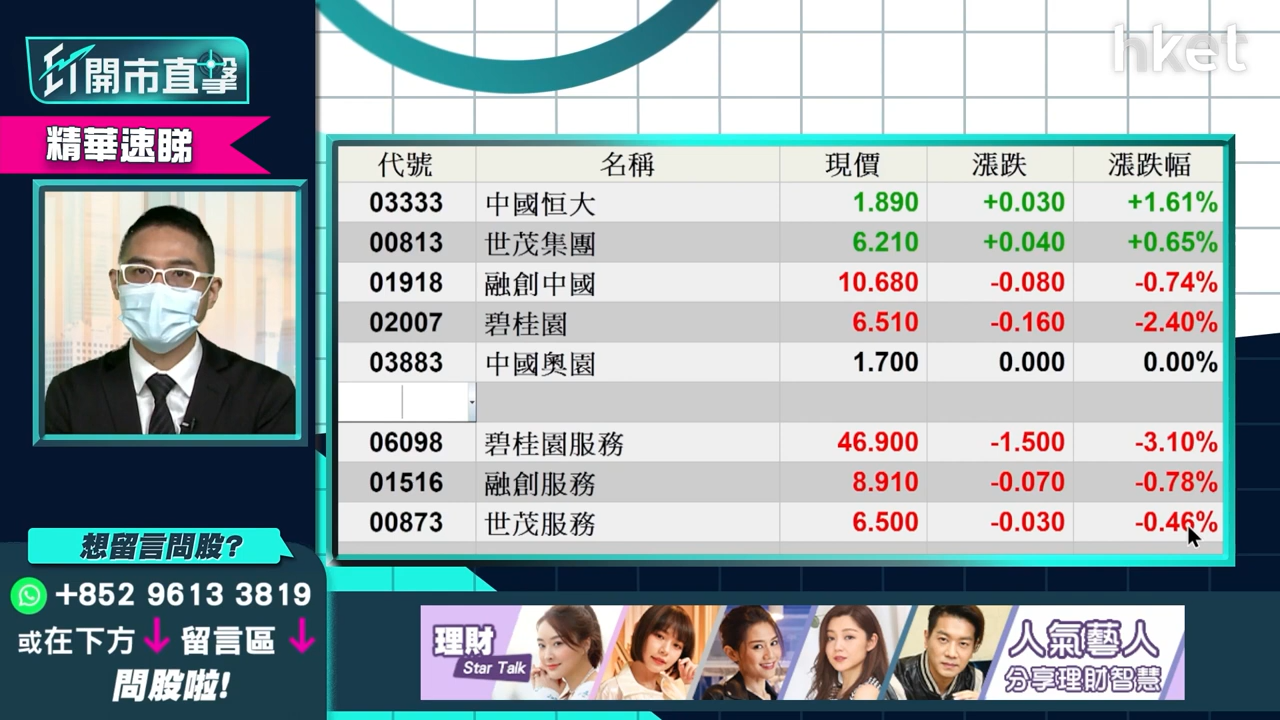 hket
ET開市直擊
精華速睇
代號 名稱 現價 漲跌 漲跌幅
03333 中國恒大 1.890 +0.030 +1.61%
00813 世茂集團 6.210 +0.040 +0.65%
01918 融創中國 10.680 -0.080 -0.74%
02007 碧桂園 6.510 -0.160 -2.40%
03883 中國奧園 1.700 0.000 0.00%
06098 碧桂園服務 46.900 -1.500 -3.10%
01516 融創服務 8.910 -0.070 -0.78%
00873 世茂服務 6.500 -0.030 -0.46%
想留言問股?
+852 9613 3819
或在下方 留言區
問股啦!
理財
Star Talk
人氣藝人
分享理財智慧